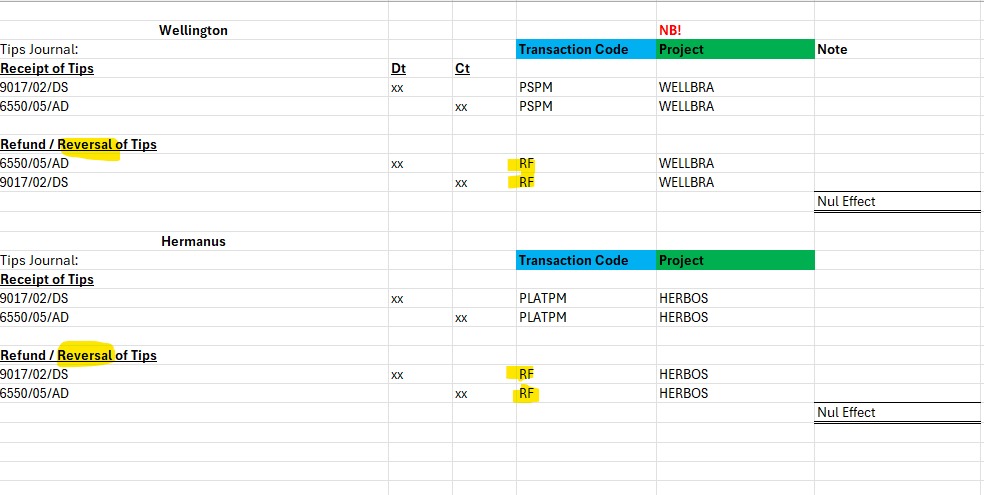 Wellington NB!
Tips Journal: Transaction Code Project Note
Receipt of Tips Dt Ct
9017/02/DS xx PSPM WELLBRA
6550/05/AD xx PSPM WELLBRA
Refund / Reversal of Tips
6550/05/AD xx RF WELLBRA
9017/02/DS xx RF WELLBRA
Nul Effect
Hermanus
Tips Journal: Transaction Code Project
Receipt of Tips
9017/02/DS xx PLATPM HERBOS
6550/05/AD xx PLATPM HERBOS
Refund / Reversal of Tips
9017/02/DS xx RF HERBOS
6550/05/AD xx RF HERBOS
Nul Effect